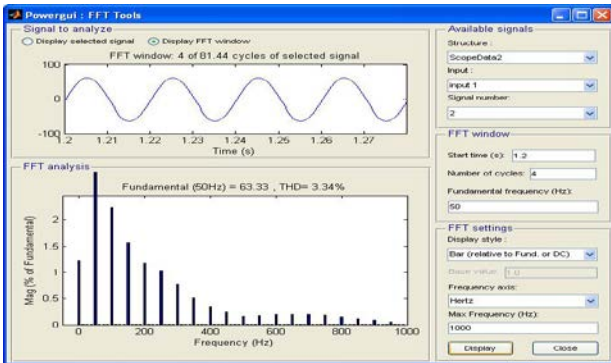 Powergui : FFT Tools
Signal to analyze
Display selected signal
Display FFT window
FFT window: 4 of 81.44 cycles of selected signal
100
0
-100
1.2 1.21 1.22 1.23 1.24 1.25 1.26 1.27
Time (s)
FFT analysis
Fundamental (50Hz) = 63.33 , THD= 3.34%
2
1.5
1
0.5
0
Mag (% of Fundamental)
0 200 400 600 800 1000
Frequency (Hz)
Available signals
Structure :
ScopeData2
Input :
input 1
Signal number:
2
FFT window
Start time (s): 1.2
Number of cycles: 4
Fundamental frequency (Hz):
50
FFT settings
Display style :
Bar (relative to Fund. or DC)
Base value: 1.0
Frequency axis:
Hertz
Max Frequency (Hz):
1000
Display
Close